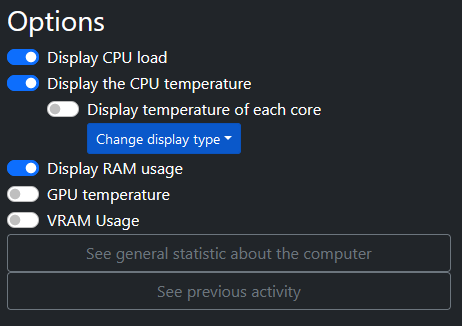 Options
Display CPU load
Display the CPU temperature
Display temperature of each core
Change display type
Display RAM usage
GPU temperature
VRAM Usage
See general statistic about the computer
See previous activity